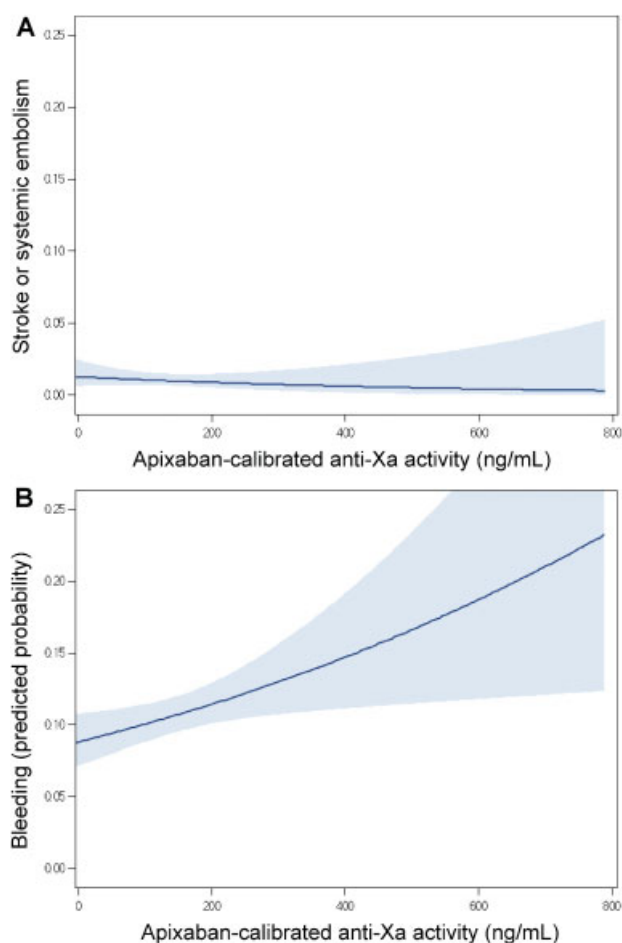 A
Stroke or systemic embolism
0.25
0.20
0.15
0.10
0.05
0.00
0 200 400 600 800
Apixaban-calibrated anti-Xa activity (ng/mL)
B
Bleeding (predicted probability)
0.25
0.20
0.15
0.10
0.05
0.00
0 200 400 600 800
Apixaban-calibrated anti-Xa activity (ng/mL)